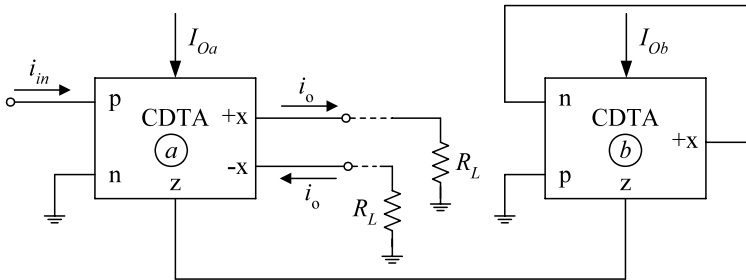 I_Oa
I_Ob
i_in
p
CDTA
a
n
z
+x
-x
i_o
i_o
R_L
R_L
n
CDTA
b
p
z
+x